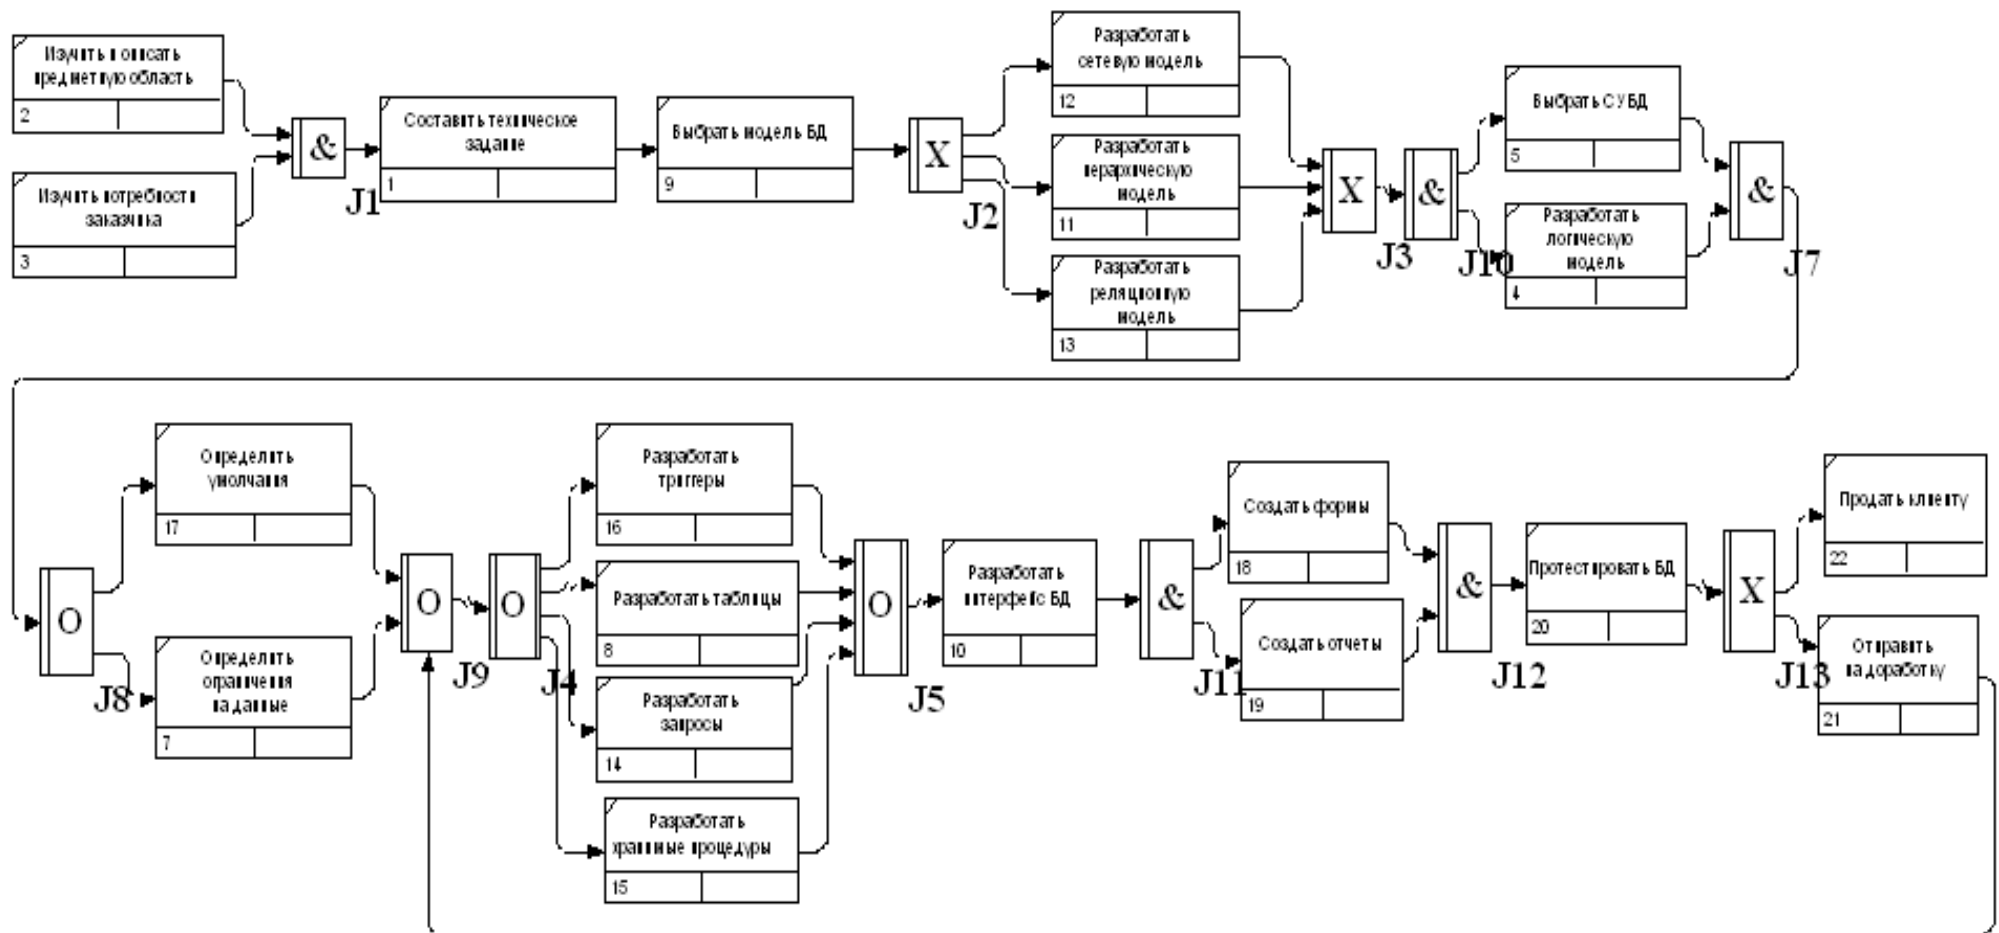 Изучить и описать
предметную область
2
Изучить потребности
заказчика
3
&
J1
Составить техническое
задание
1
Выбрать модель БД
9
X
J2
Разработать
сетевую модель
12
Разработать
иерархическую
модель
11
Разработать
реляционную
модель
13
X
J3
&
J10
Выбрать СУБД
5
Разработать
логическую
модель
4
&
J7
O
J8
Определить
умолчания
17
Определить
ограничения
на данные
7
O
J9
O
J4
Разработать
триггеры
16
Разработать таблицы
8
Разработать
запросы
14
Разработать
хранимые процедуры
15
O
J5
Разработать
интерфейс БД
10
&
J11
Создать формы
18
Создать отчеты
19
&
J12
Протестировать БД
20
X
J13
Продать клиенту
22
Отправить
на доработку
21